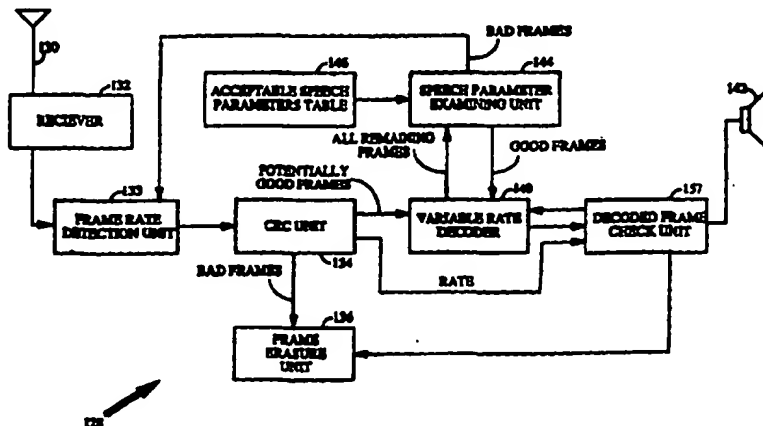 130
132
RECIEVER
133
FRAME RATE
DETECTION UNIT
146
ACCEPTABLE SPEECH
PARAMETERS TABLE
BAD FRAMES
144
SPEECH PARAMETER
EXAMINING UNIT
ALL REMAINING
FRAMES
GOOD FRAMES
POTENTIALLY
GOOD FRAMES
CRC UNIT
134
140
VARIABLE RATE
DECODER
157
DECODED FRAME
CHECK UNIT
RATE
BAD FRAMES
136
FRAME
ERASURE
UNIT
128